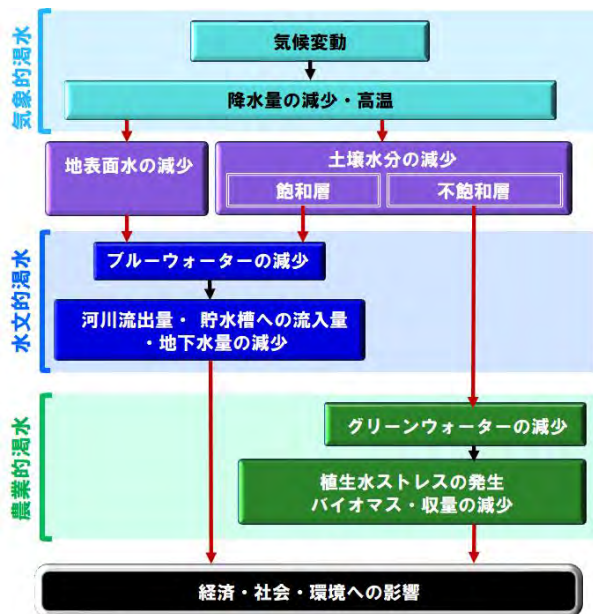 気象的渇水
気候変動
降水量の減少・高温
地表面水の減少
土壌水分の減少
飽和層
不飽和層
水文的渇水
ブルーウォーターの減少
河川流出量・ 貯水槽への流入量
・地下水量の減少
農業的渇水
グリーンウォーターの減少
植生水ストレスの発生
バイオマス・収量の減少
経済・社会・環境への影響